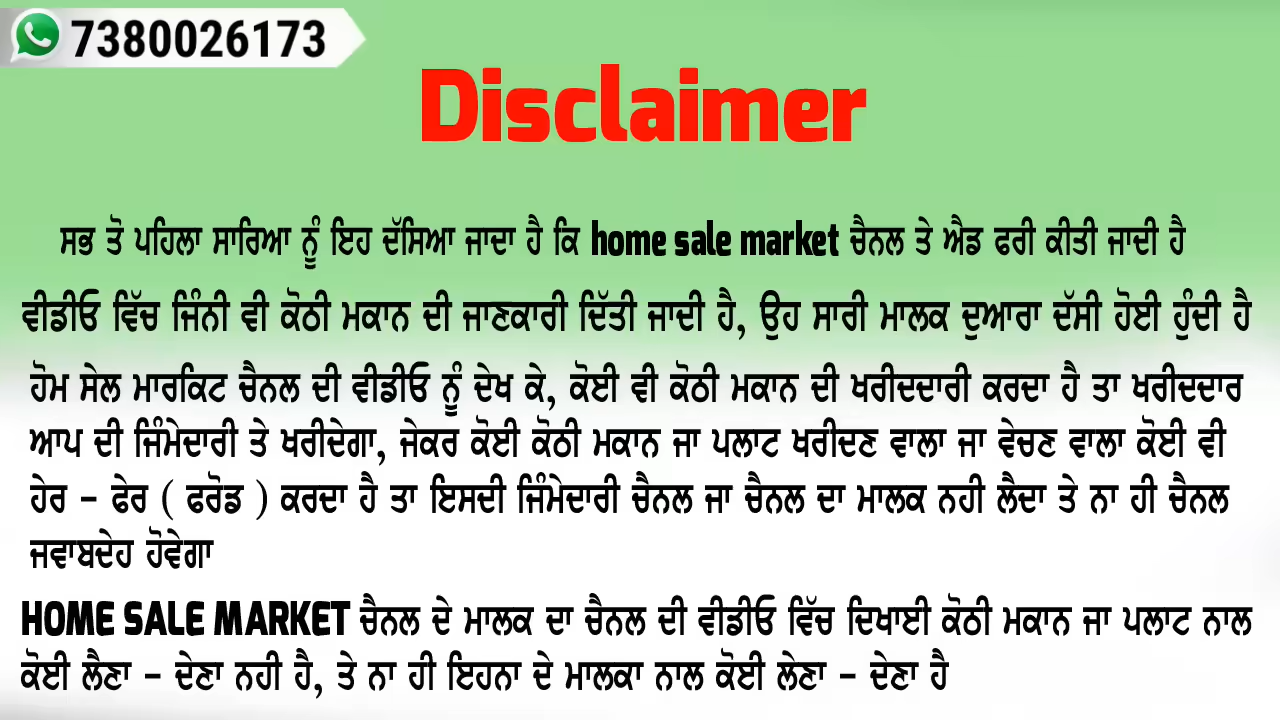 7380026173
Disclaimer
ਸਭ ਤੋ ਪਹਿਲਾ ਸਾਰਿਆ ਨੂੰ ਇਹ ਦੱਸਿਆ ਜਾਦਾ ਹੈ ਕਿ home sale market ਚੈਨਲ ਤੇ ਐਡ ਫਰੀ ਕੀਤੀ ਜਾਦੀ ਹੈ
ਵੀਡੀਓ ਵਿੱਚ ਜਿੰਨੀ ਵੀ ਕੋਠੀ ਮਕਾਨ ਦੀ ਜਾਣਕਾਰੀ ਦਿੱਤੀ ਜਾਦੀ ਹੈ, ਉਹ ਸਾਰੀ ਮਾਲਕ ਦੁਆਰਾ ਦੱਸੀ ਹੋਈ ਹੁੰਦੀ ਹੈ
ਹੋਮ ਸੇਲ ਮਾਰਕਿਟ ਚੈਨਲ ਦੀ ਵੀਡੀਓ ਨੂੰ ਦੇਖ ਕੇ, ਕੋਈ ਵੀ ਕੋਠੀ ਮਕਾਨ ਦੀ ਖਰੀਦਦਾਰੀ ਕਰਦਾ ਹੈ ਤਾ ਖਰੀਦਦਾਰ
ਆਪ ਦੀ ਜਿੰਮੇਦਾਰੀ ਤੇ ਖਰੀਦੇਗਾ, ਜੇਕਰ ਕੋਈ ਕੋਠੀ ਮਕਾਨ ਜਾ ਪਲਾਟ ਖਰੀਦਣ ਵਾਲਾ ਜਾ ਵੇਚਣ ਵਾਲਾ ਕੋਈ ਵੀ
ਹੇਰ - ਫੇਰ ( ਫਰੋਡ ) ਕਰਦਾ ਹੈ ਤਾ ਇਸਦੀ ਜਿੰਮੇਦਾਰੀ ਚੈਨਲ ਜਾ ਚੈਨਲ ਦਾ ਮਾਲਕ ਨਹੀ ਲੈਦਾ ਤੇ ਨਾ ਹੀ ਚੈਨਲ
ਜਵਾਬਦੇਹ ਹੋਵੇਗਾ
HOME SALE MARKET ਚੈਨਲ ਦੇ ਮਾਲਕ ਦਾ ਚੈਨਲ ਦੀ ਵੀਡੀਓ ਵਿੱਚ ਦਿਖਾਈ ਕੋਠੀ ਮਕਾਨ ਜਾ ਪਲਾਟ ਨਾਲ
ਕੋਈ ਲੈਣਾ - ਦੇਣਾ ਨਹੀ ਹੈ, ਤੇ ਨਾ ਹੀ ਇਹਨਾ ਦੇ ਮਾਲਕਾ ਨਾਲ ਕੋਈ ਲੇਣਾ - ਦੇਣਾ ਹੈ